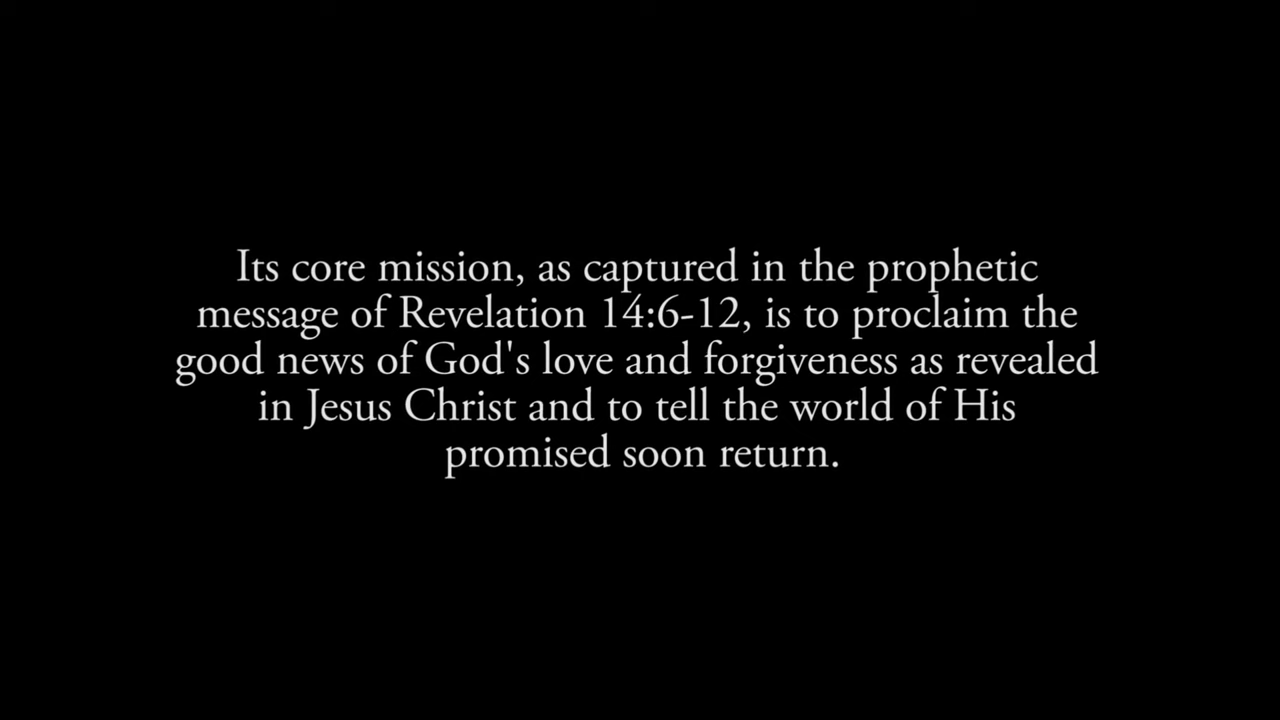 Its core mission, as captured in the prophetic
message of Revelation 14:6-12, is to proclaim the
good news of God's love and forgiveness as revealed
in Jesus Christ and to tell the world of His
promised soon return.